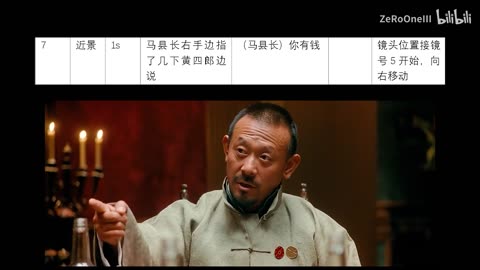 ZeRoOneIII bilibili
7 近景 1s 马县长右手边指 （马县长）你有钱 镜头位置接镜
了几下黄四郎边 号 5 开始，向
说 右移动